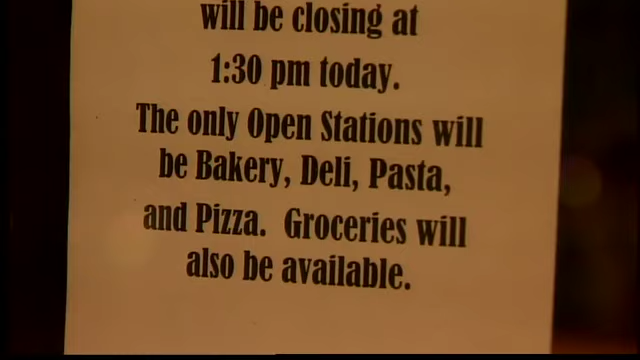 will be closing at
1:30 pm today.
The only Open Stations will
be Bakery, Deli, Pasta,
and Pizza.  Groceries will
also be available.